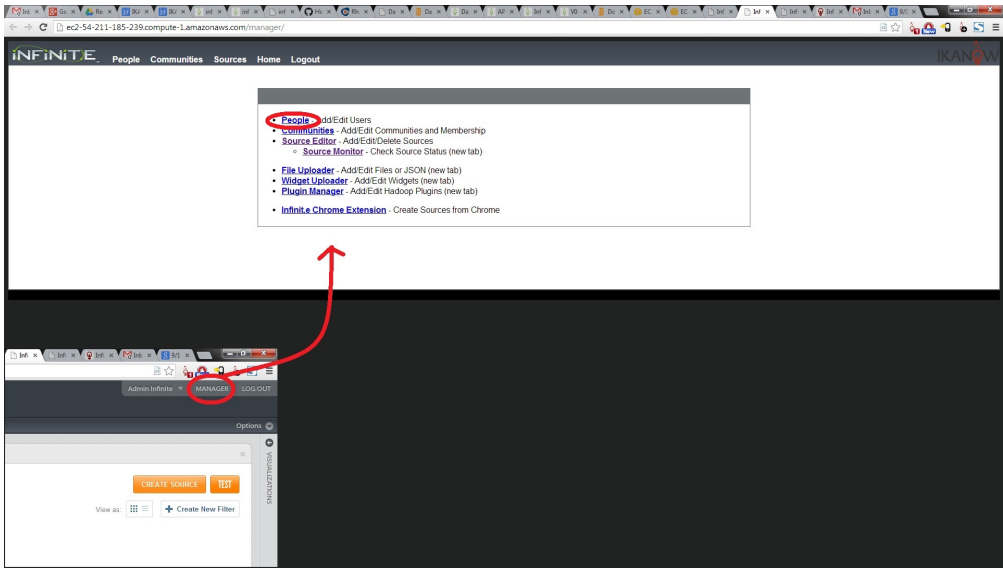 ec2-54-211-185-239.compute-1.amazonaws.com/manager/
INFINIT.E People Communities Sources Home Logout
IKANOW
People - Add/Edit Users
Communities - Add/Edit Communities and Membership
Source Editor - Add/Edit/Delete Sources
Source Monitor - Check Source Status (new tab)
File Uploader - Add/Edit Files or JSON (new tab)
Widget Uploader - Add/Edit Widgets (new tab)
Plugin Manager - Add/Edit Hadoop Plugins (new tab)
Infinit.e Chrome Extension - Create Sources from Chrome
Admin Infinite MANAGER LOG OUT
Options
VISUALIZATIONS
CREATE SOURCE TEST
View as: Create New Filter